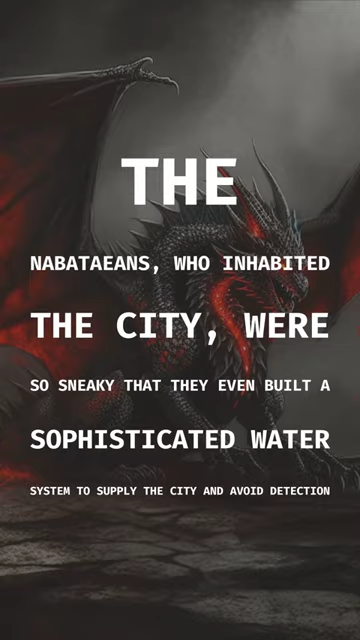 THE
NABATAEANS, WHO INHABITED
THE CITY, WERE
SO SNEAKY THAT THEY EVEN BUILT A
SOPHISTICATED WATER
SYSTEM TO SUPPLY THE CITY AND AVOID DETECTION